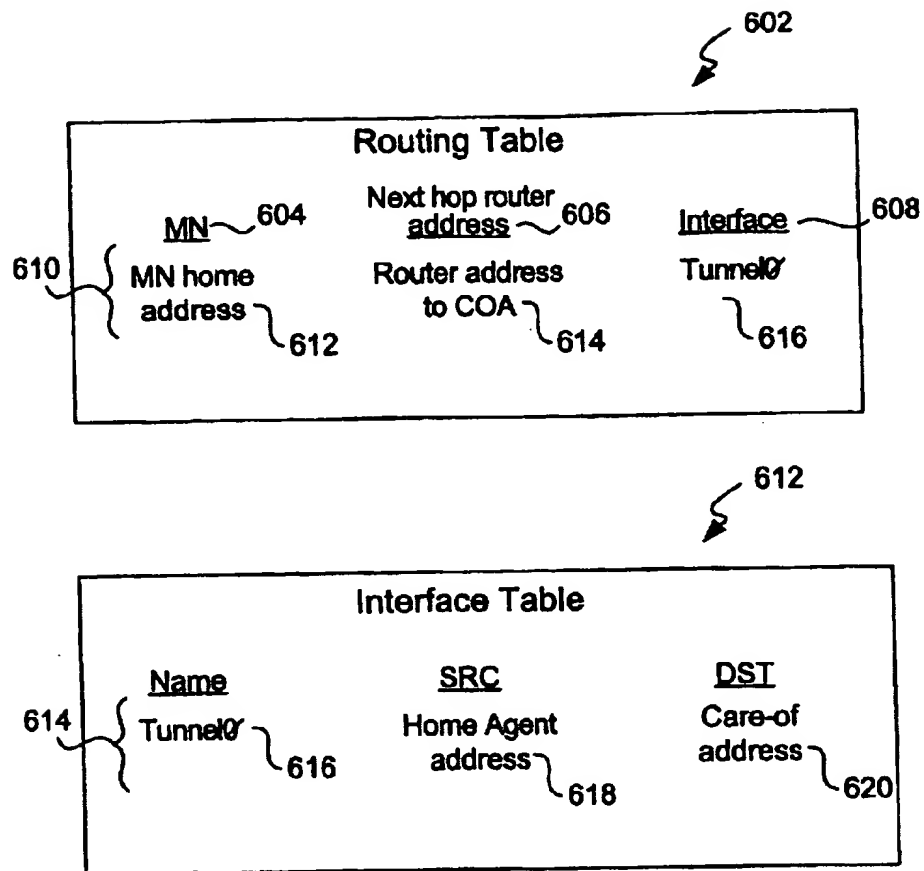 602
Routing Table
MN 604
Next hop router
address 606
Interface 608
610
MN home
address 612
Router address
to COA 614
Tunnel0
616
612
Interface Table
Name
SRC
DST
614
Tunnel0 616
Home Agent
address 618
Care-of
address 620